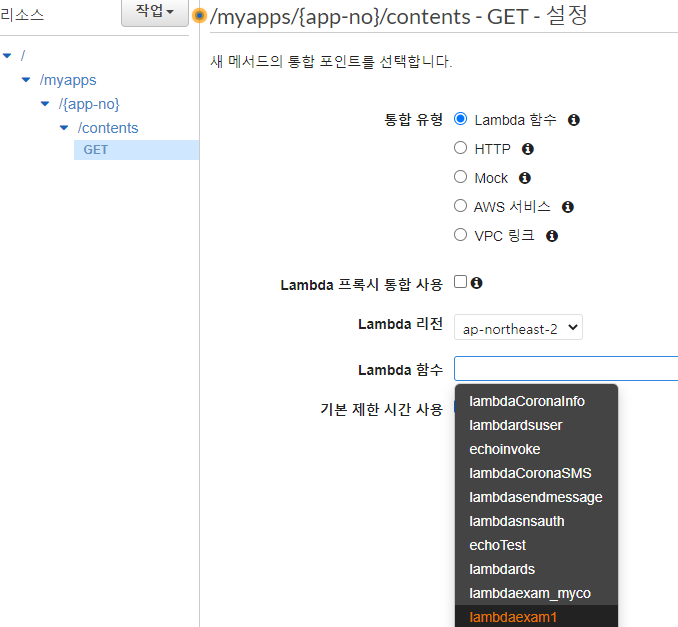 리소스
작업
/myapps/{app-no}/contents - GET - 설정
/
/myapps
/{app-no}
/contents
GET
새 메서드의 통합 포인트를 선택합니다.
통합 유형 Lambda 함수
HTTP
Mock
AWS 서비스
VPC 링크
Lambda 프록시 통합 사용
Lambda 리전 ap-northeast-2
Lambda 함수
기본 제한 시간 사용
lambdaCoronaInfo
lambdardsuser
echoinvoke
lambdaCoronaSMS
lambdasendmessage
lambdasnsauth
echoTest
lambdards
lambdaexam_myco
lambdaexam1